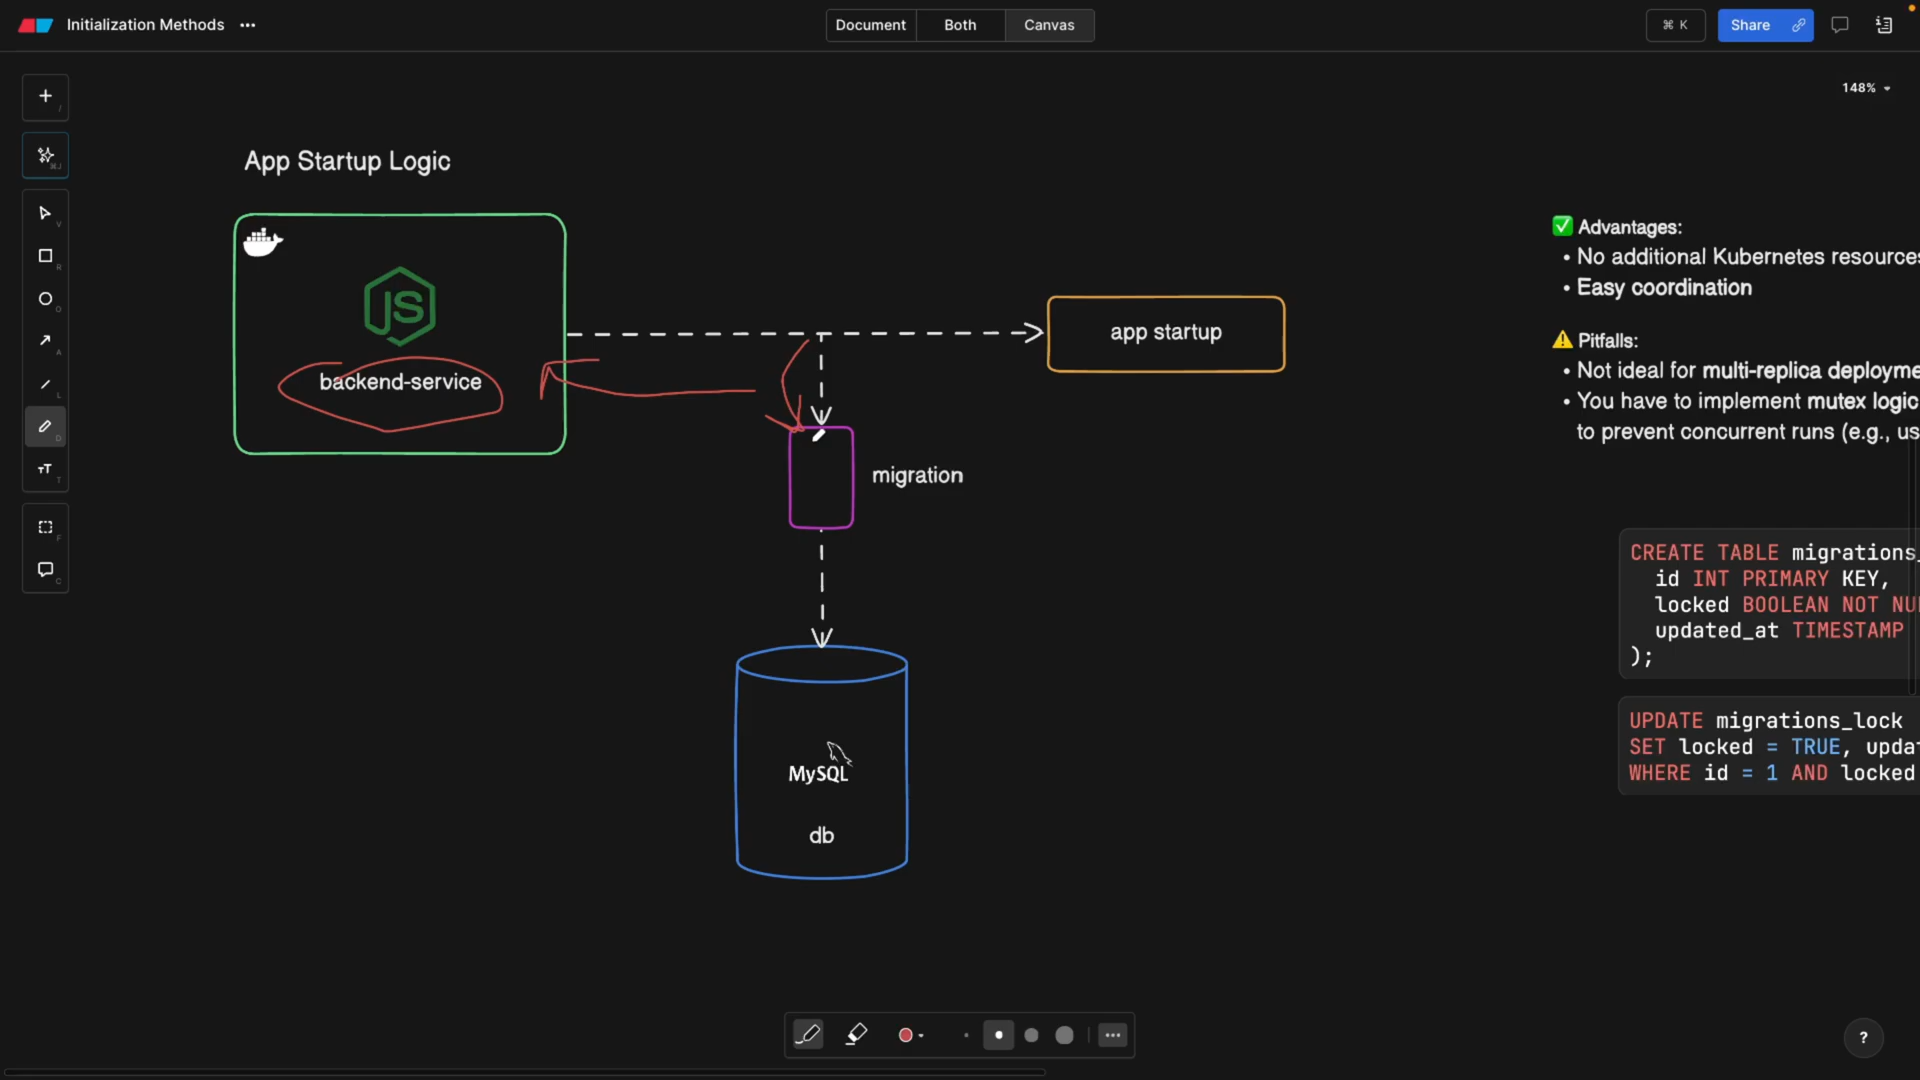 Initialization Methods
Document
Both
Canvas
⌘ K
Share
148%
App Startup Logic
JS
backend-service
app startup
migration
MySQL
db
✅ Advantages:
• No additional Kubernetes resources
• Easy coordination
⚠️ Pitfalls:
• Not ideal for multi-replica deployme
• You have to implement mutex logic
to prevent concurrent runs (e.g., us
CREATE TABLE migrations_
id INT PRIMARY KEY,
locked BOOLEAN NOT NU
updated_at TIMESTAMP
);
UPDATE migrations_lock
SET locked = TRUE, updat
WHERE id = 1 AND locked
/
⌘J
V
R
O
A
L
D
T
F
C
?